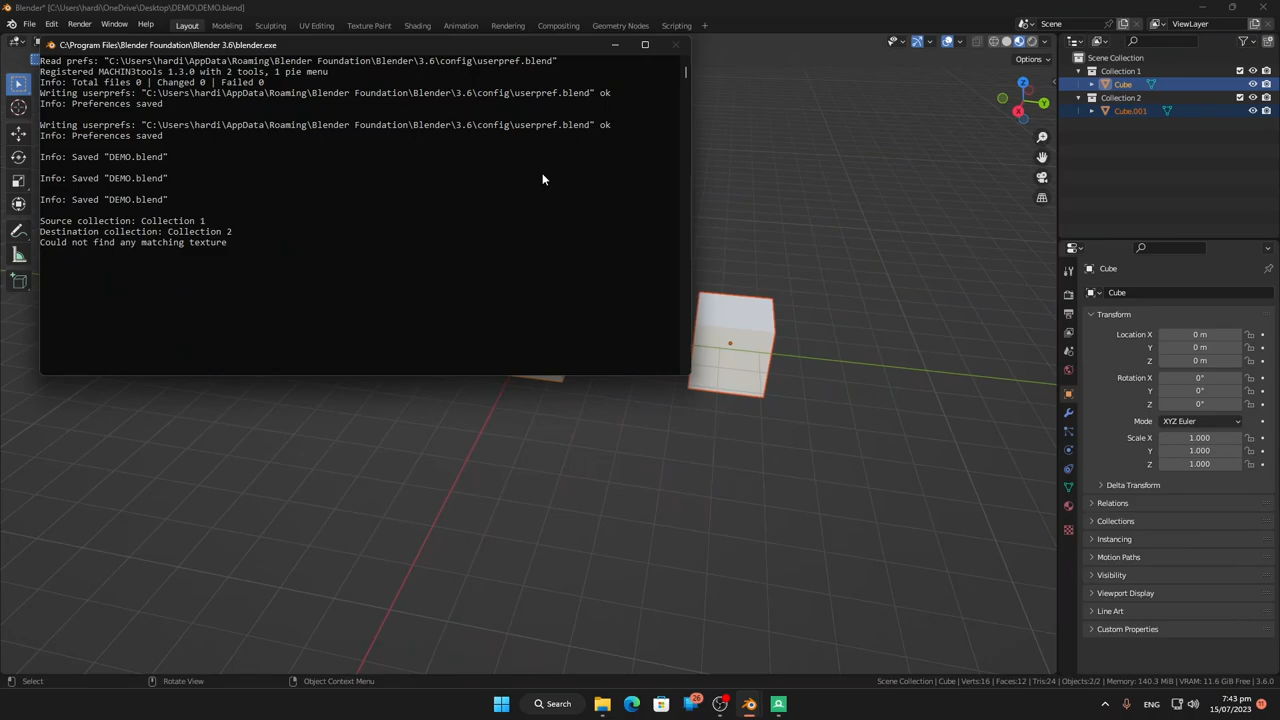 Blender* [C:\Users\hardi\OneDrive\Desktop\DEMO\DEMO.blend]
File Edit Render Window Help
Layout Modeling Sculpting UV Editing Texture Paint Shading Animation Rendering Compositing Geometry Nodes Scripting +
Scene
ViewLayer
C:\Program Files\Blender Foundation\Blender 3.6\blender.exe
Read prefs: "C:\Users\hardi\AppData\Roaming\Blender Foundation\Blender\3.6\config\userpref.blend"
Registered MACHIN3tools 1.3.0 with 2 tools, 1 pie menu
Info: Total files 0 | Changed 0 | Failed 0
Writing userprefs: "C:\Users\hardi\AppData\Roaming\Blender Foundation\Blender\3.6\config\userpref.blend" ok
Info: Preferences saved
Writing userprefs: "C:\Users\hardi\AppData\Roaming\Blender Foundation\Blender\3.6\config\userpref.blend" ok
Info: Preferences saved
Info: Saved "DEMO.blend"
Info: Saved "DEMO.blend"
Info: Saved "DEMO.blend"
Source collection: Collection 1
Destination collection: Collection 2
Could not find any matching texture
Options
Z
Y
X
Scene Collection
Collection 1
Cube
Collection 2
Cube.001
Cube
Cube
Transform
Location X 0 m
Y 0 m
Z 0 m
Rotation X 0°
Y 0°
Z 0°
Mode XYZ Euler
Scale X 1.000
Y 1.000
Z 1.000
Delta Transform
Relations
Collections
Instancing
Motion Paths
Visibility
Viewport Display
Line Art
Custom Properties
Select
Rotate View
Object Context Menu
Scene Collection | Cube | Verts:16 | Faces:12 | Tris:24 | Objects:2/2 | Memory: 140.3 MiB | VRAM: 11.6 GiB Free | 3.6.0
Search
26
ENG
7:43 pm
15/07/2023